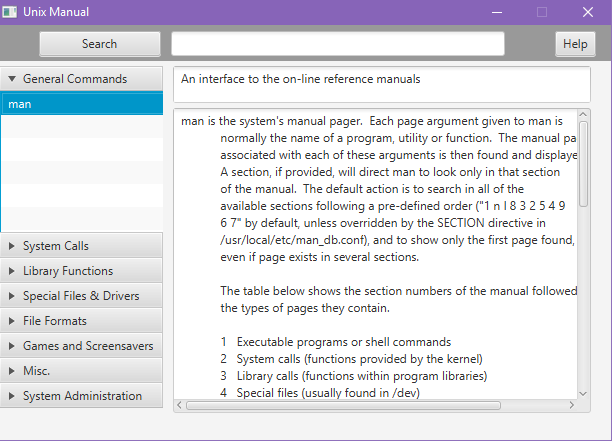 Unix Manual
Search
Help
General Commands
man
System Calls
Library Functions
Special Files & Drivers
File Formats
Games and Screensavers
Misc.
System Administration
An interface to the on-line reference manuals
man is the system's manual pager.  Each page argument given to man is
normally the name of a program, utility or function.  The manual pa
associated with each of these arguments is then found and displaye
A section, if provided, will direct man to look only in that section
of the manual.  The default action is to search in all of the
available sections following a pre-defined order ("1 n l 8 3 2 5 4 9
6 7" by default, unless overridden by the SECTION directive in
/usr/local/etc/man_db.conf), and to show only the first page found,
even if page exists in several sections.
The table below shows the section numbers of the manual followed
the types of pages they contain.
1   Executable programs or shell commands
2   System calls (functions provided by the kernel)
3   Library calls (functions within program libraries)
4   Special files (usually found in /dev)